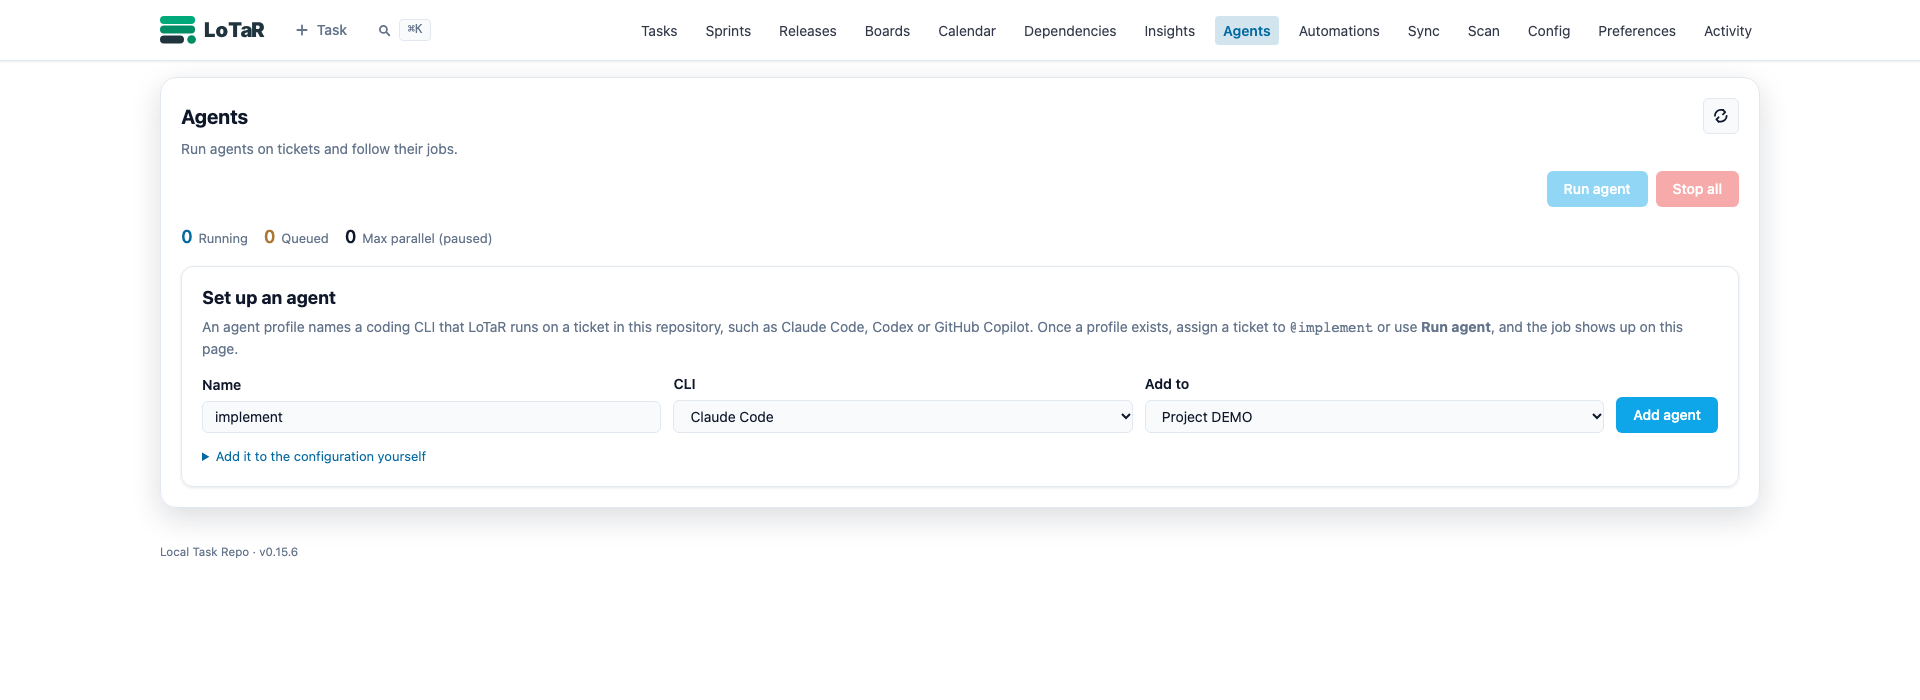 LoTaR + Task ⌘K Tasks Sprints Releases Boards Calendar Dependencies Insights Agents Automations Sync Scan Config Preferences Activity
Agents
Run agents on tickets and follow their jobs.
Run agent Stop all
0 Running 0 Queued 0 Max parallel (paused)
Set up an agent
An agent profile names a coding CLI that LoTaR runs on a ticket in this repository, such as Claude Code, Codex or GitHub Copilot. Once a profile exists, assign a ticket to @implement or use Run agent, and the job shows up on this
page.
Name CLI Add to
implement Claude Code Project DEMO Add agent
Add it to the configuration yourself
Local Task Repo · v0.15.6